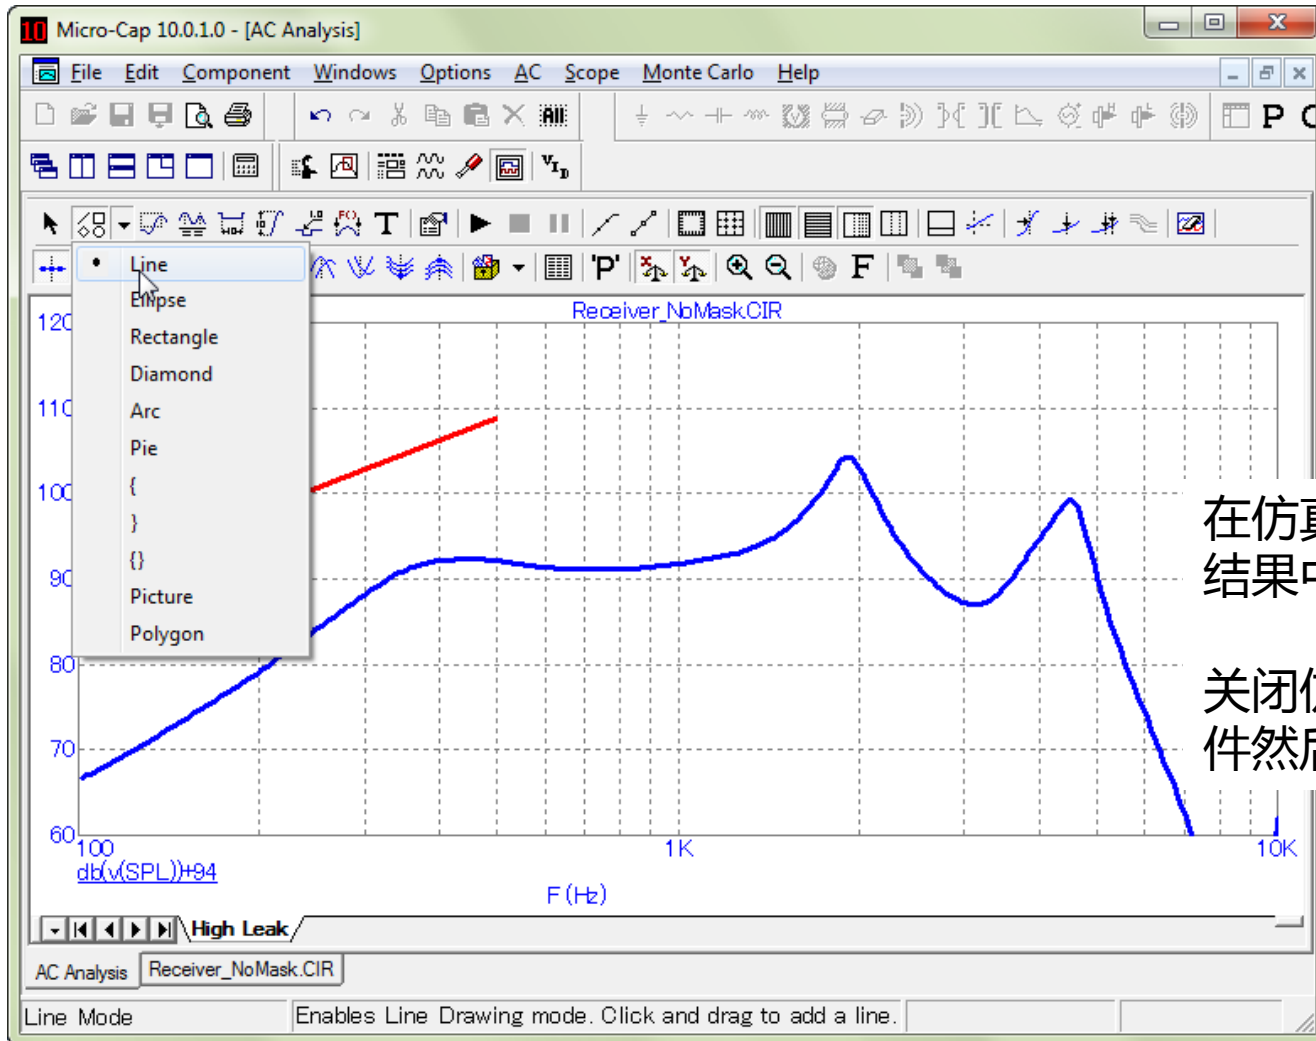 10 Micro-Cap 10.0.1.0 - [AC Analysis]
File Edit Component Windows Options AC Scope Monte Carlo Help
All P
T
'P' F
Line
Ellipse
Rectangle
Diamond
Arc
Pie
{
}
{}
Picture
Polygon
Receiver_NoMask.CIR
120
110
100
90
80
70
60
100 1K 10K
db(v(SPL))+94
F (Hz)
在仿真
结果中
关闭仿
件然后
High Leak
AC Analysis Receiver_NoMask.CIR
Line Mode Enables Line Drawing mode. Click and drag to add a line.